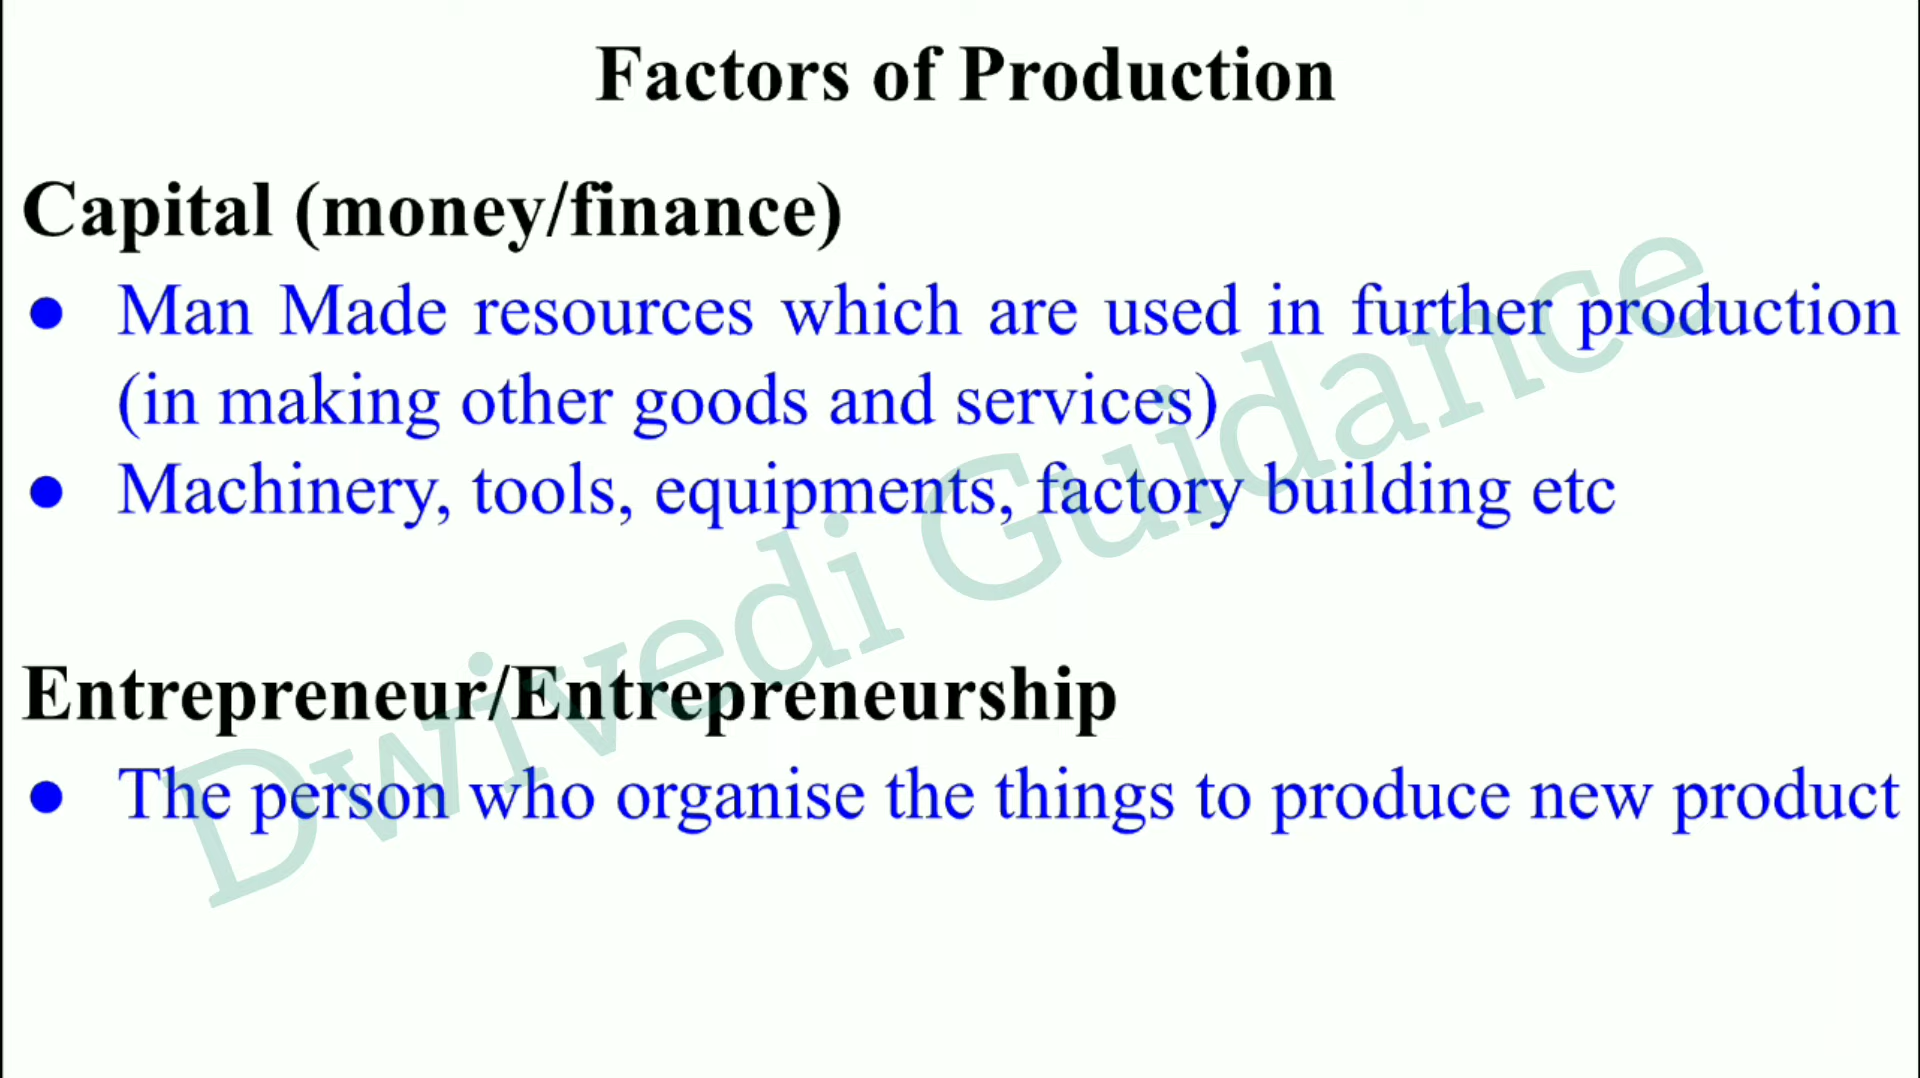 Factors of Production
Capital (money/finance)
● Man Made resources which are used in further production
(in making other goods and services)
● Machinery, tools, equipments, factory building etc
Entrepreneur/Entrepreneurship
● The person who organise the things to produce new product
Dwivedi Guidance